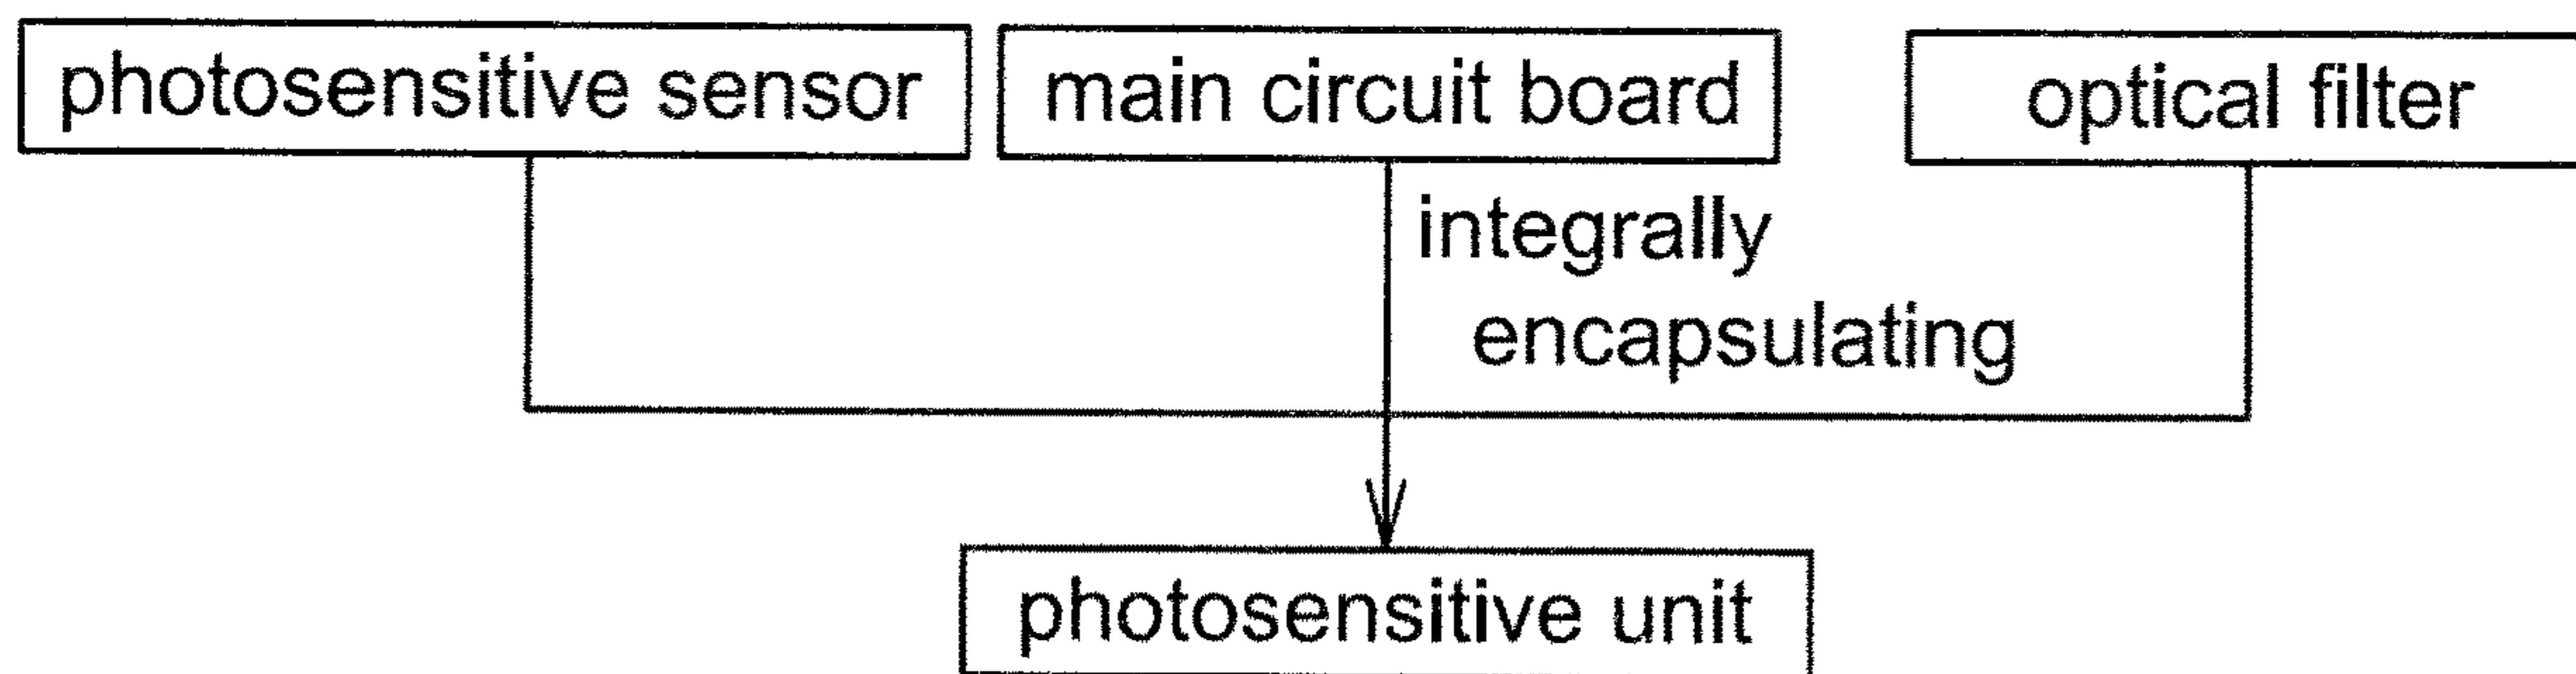 photosensitive sensor
main circuit board
optical filter
integrally
encapsulating
photosensitive unit